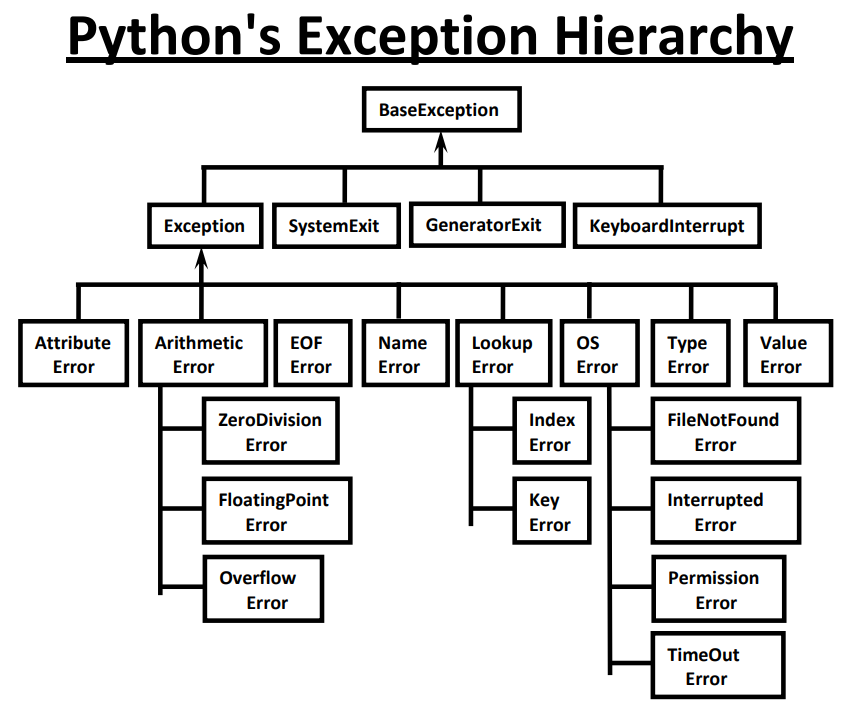 Python's Exception Hierarchy
BaseException
Exception
SystemExit
GeneratorExit
KeyboardInterrupt
Attribute
Error
Arithmetic
Error
EOF
Error
Name
Error
Lookup
Error
OS
Error
Type
Error
Value
Error
ZeroDivision
Error
FloatingPoint
Error
Overflow
Error
Index
Error
Key
Error
FileNotFound
Error
Interrupted
Error
Permission
Error
TimeOut
Error